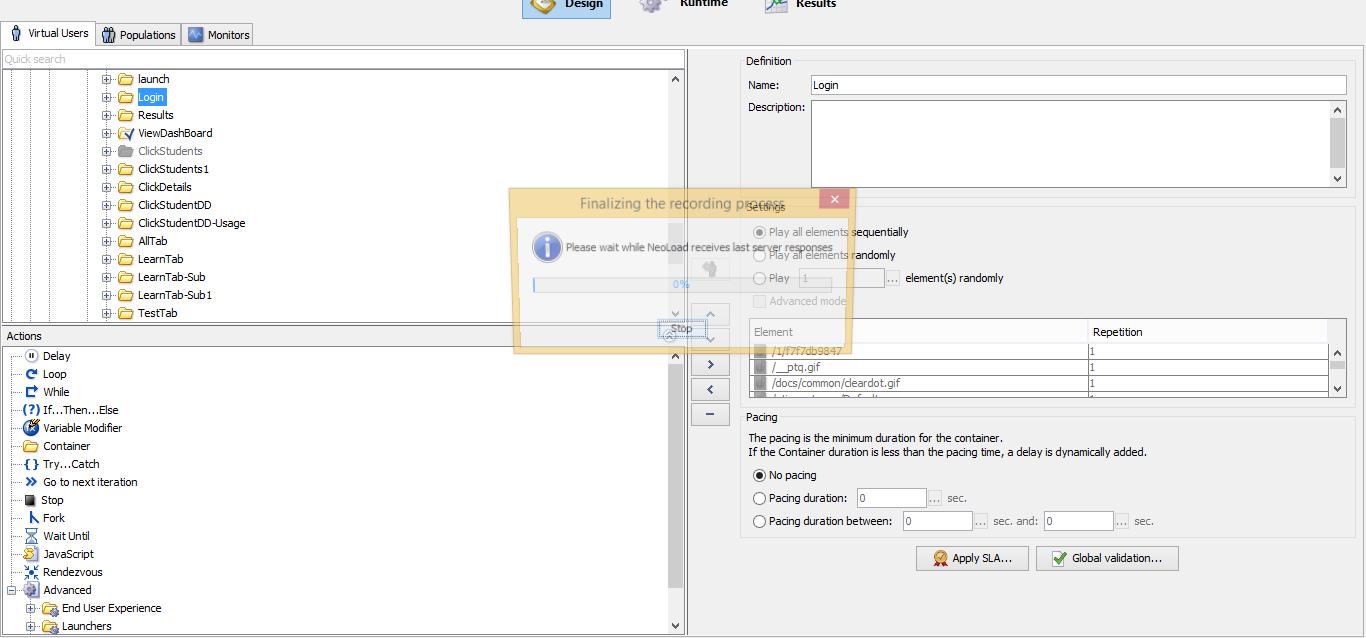 Design
Runtime
Results
Virtual Users
Populations
Monitors
Quick search
launch
Login
Results
ViewDashBoard
ClickStudents
ClickStudents1
ClickDetails
ClickStudentDD
ClickStudentDD-Usage
AllTab
LearnTab
LearnTab-Sub
LearnTab-Sub1
TestTab
Actions
Delay
Loop
While
If...Then...Else
Variable Modifier
Container
Try...Catch
Go to next iteration
Stop
Fork
Wait Until
JavaScript
Rendezvous
Advanced
End User Experience
Launchers
Finalizing the recording process
Please wait while NeoLoad receives last server responses
0%
Stop
Definition
Name: Login
Description:
Settings
Play all elements sequentially
Play all elements randomly
Play 1 ... element(s) randomly
Advanced mode
Element Repetition
/1/f7f7db9847 1
/__ptq.gif 1
/docs/common/cleardot.gif 1
Pacing
The pacing is the minimum duration for the container.
If the Container duration is less than the pacing time, a delay is dynamically added.
No pacing
Pacing duration: 0 ... sec.
Pacing duration between: 0 ... sec. and: 0 ... sec.
Apply SLA...
Global validation...